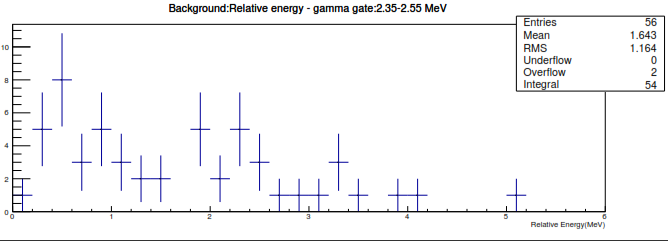 Background:Relative energy - gamma gate:2.35-2.55 MeV
Entries 56
Mean 1.643
RMS 1.164
Underflow 0
Overflow 2
Integral 54
10
8
6
4
2
0
0 1 2 3 4 5 6
Relative Energy(MeV)